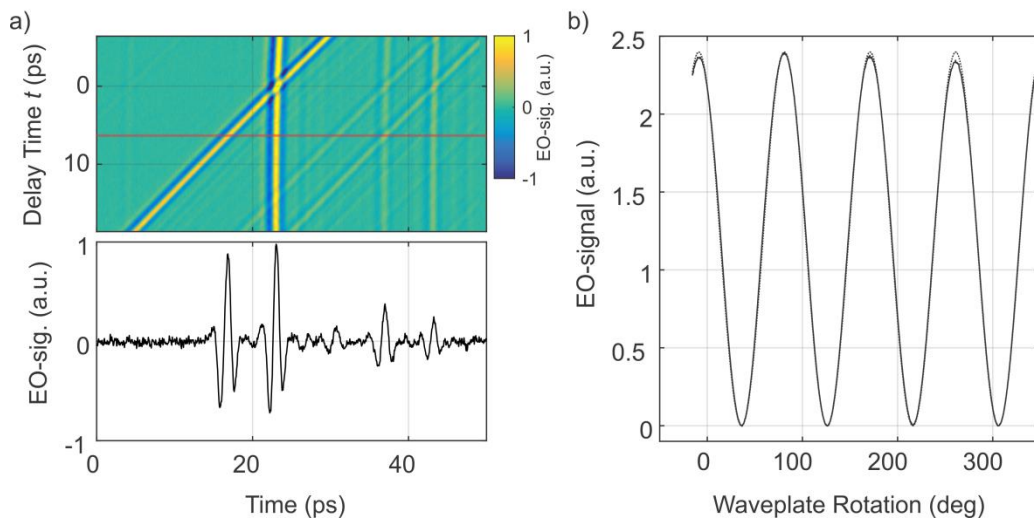 a)
Delay Time t (ps)
0
10
1
0
-1
EO-sig. (a.u.)
EO-sig. (a.u.)
1
0
-1
0
20
40
Time (ps)
b)
EO-signal (a.u.)
2.5
2
1.5
1
0.5
0
0
100
200
300
Waveplate Rotation (deg)